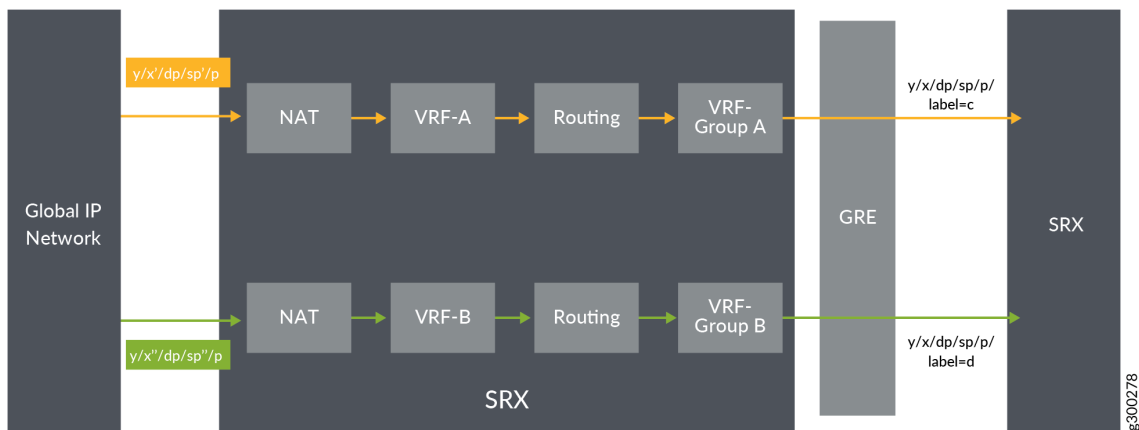 y/x'/dp/sp'/p
NAT
VRF-A
Routing
VRF-
Group A
y/x/dp/sp/p/
label=c
Global IP
Network
GRE
SRX
NAT
VRF-B
Routing
VRF-
Group B
y/x''/dp/sp''/p
y/x/dp/sp/p/
label=d
SRX
g300278